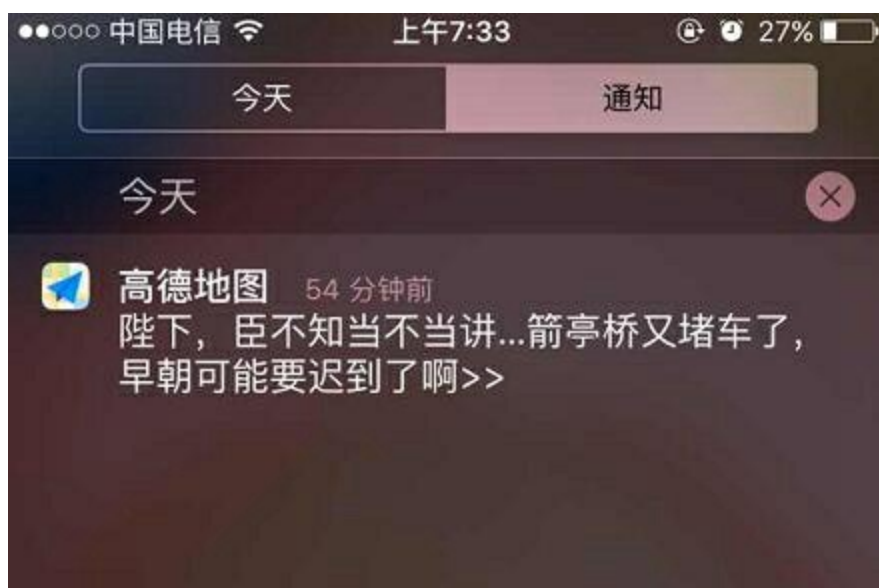 中国电信 上午7:33 27%
今天 通知
今天
高德地图 54 分钟前
陛下，臣不知当不当讲...箭亭桥又堵车了，
早朝可能要迟到了啊>>